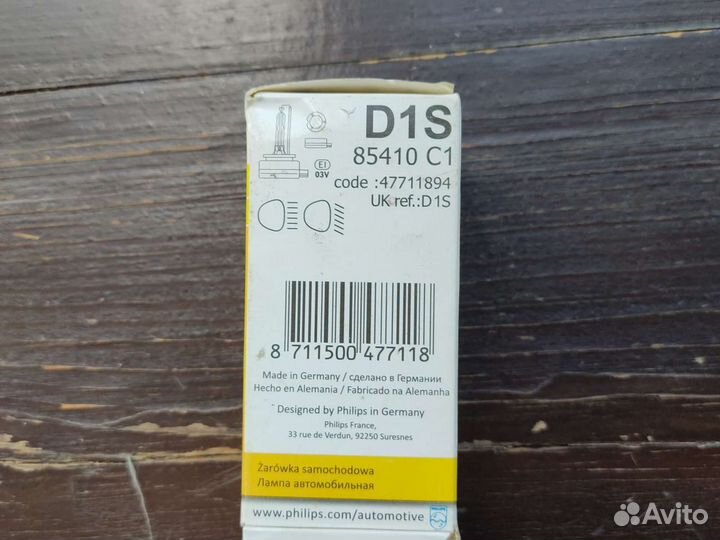 D1S
85410 C1
E1
03V
code :47711894
UK ref.:D1S
8 711500 477118
Made in Germany / сделано в Германии
Hecho en Alemania / Fabricado na Alemanha
Designed by Philips in Germany
Philips France,
33 rue de Verdun, 92250 Suresnes
Żarówka samochodowa
Лампа автомобильная
www.philips.com/automotive
Avito